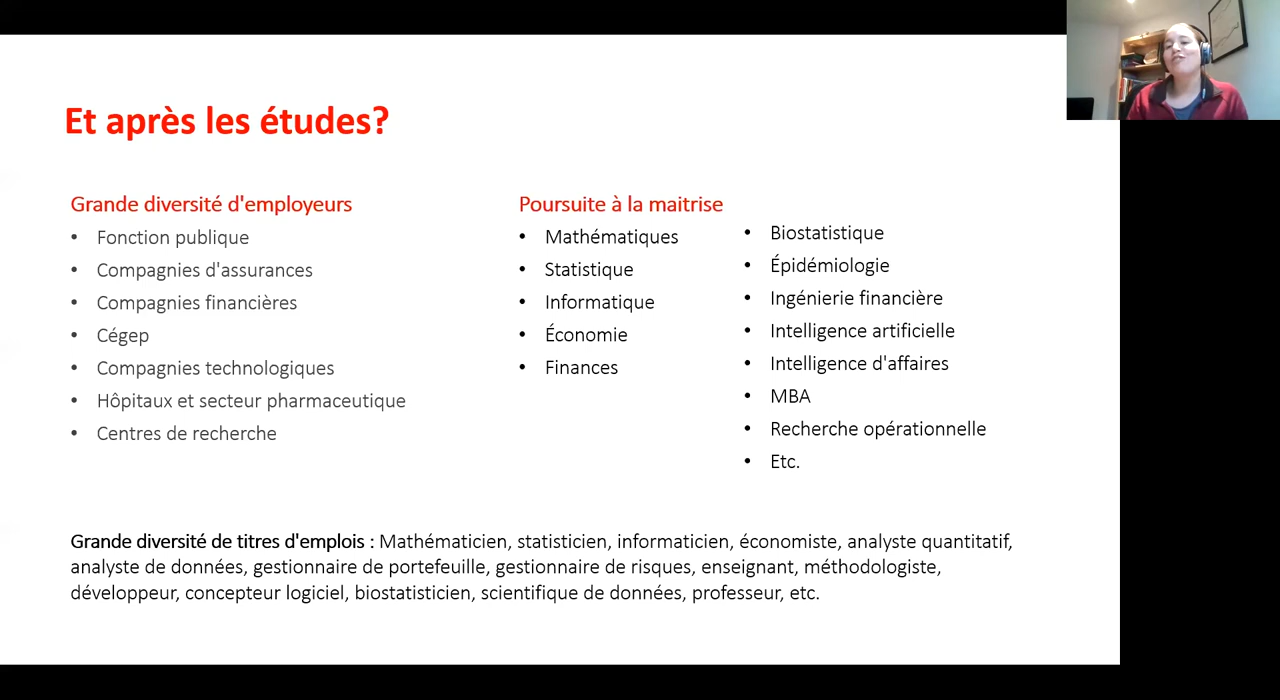 Et après les études?
Grande diversité d'employeurs
• Fonction publique
• Compagnies d'assurances
• Compagnies financières
• Cégep
• Compagnies technologiques
• Hôpitaux et secteur pharmaceutique
• Centres de recherche
Poursuite à la maitrise
• Mathématiques
• Statistique
• Informatique
• Économie
• Finances
• Biostatistique
• Épidémiologie
• Ingénierie financière
• Intelligence artificielle
• Intelligence d'affaires
• MBA
• Recherche opérationnelle
• Etc.
Grande diversité de titres d'emplois : Mathématicien, statisticien, informaticien, économiste, analyste quantitatif,
analyste de données, gestionnaire de portefeuille, gestionnaire de risques, enseignant, méthodologiste,
développeur, concepteur logiciel, biostatisticien, scientifique de données, professeur, etc.